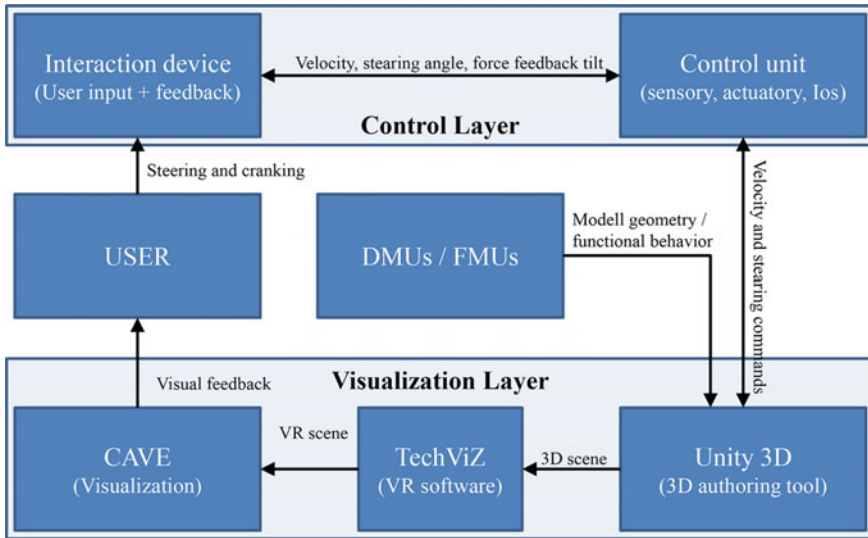 Interaction device
(User input + feedback)
Velocity, stearing angle, force feedback tilt
Control unit
(sensory, actuatory, Ios)
Control Layer
Steering and cranking
USER
DMUs / FMUs
Modell geometry /
functional behavior
Velocity and stearing commands
Visual feedback
Visualization Layer
CAVE
(Visualization)
VR scene
TechViZ
(VR software)
3D scene
Unity 3D
(3D authoring tool)